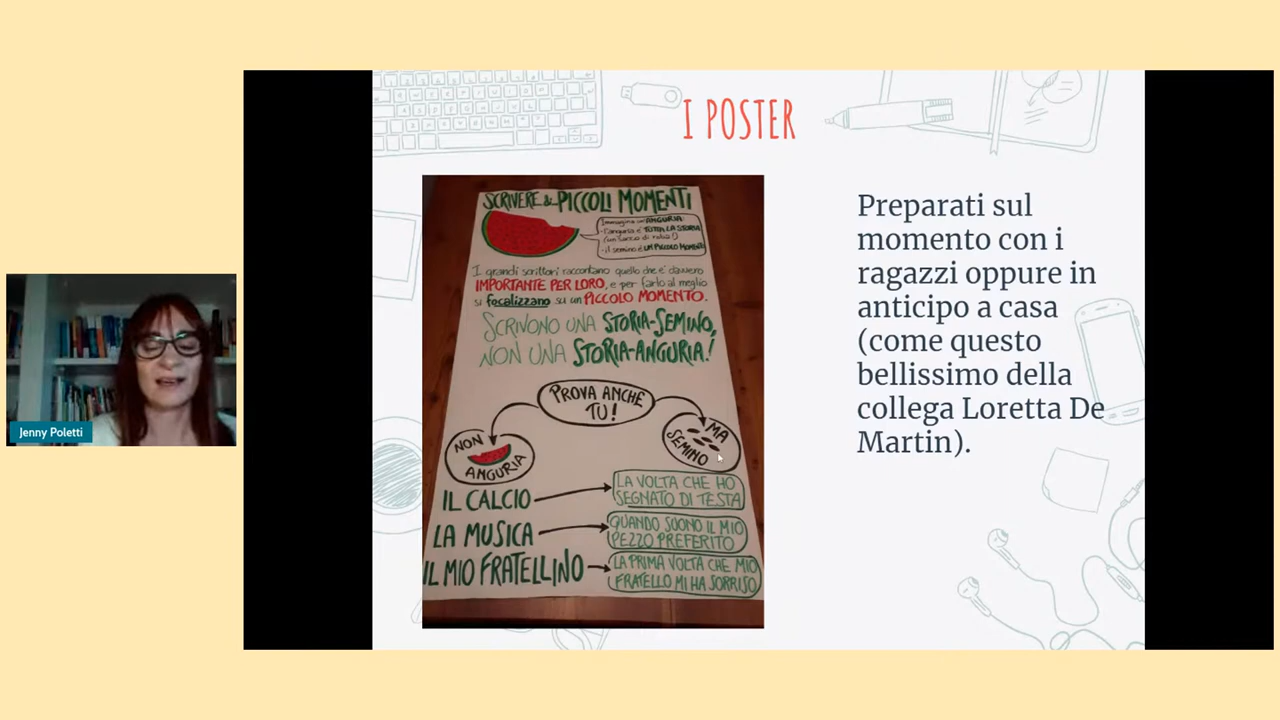 I POSTER
SCRIVERE di... PICCOLI MOMENTI
Immagina un'ANGURIA:
- l'anguria è TUTTA LA STORIA
(un sacco di roba!)
- il semino è UN PICCOLO MOMENTO
I grandi scrittori raccontano quello che è davvero
IMPORTANTE PER LORO, e per farlo al meglio
si focalizzano su un PICCOLO MOMENTO.
SCRIVONO UNA STORIA-SEMINO,
NON UNA STORIA-ANGURIA!
PROVA ANCHE
TU!
NON
ANGURIA
MA
SEMINO
IL CALCIO
LA VOLTA CHE HO
SEGNATO DI TESTA
LA MUSICA
QUANDO SUONO IL MIO
PEZZO PREFERITO
IL MIO FRATELLINO
LA PRIMA VOLTA CHE MIO
FRATELLO MI HA SORRISO
Preparati sul
momento con i
ragazzi oppure in
anticipo a casa
(come questo
bellissimo della
collega Loretta De
Martin).
Jenny Poletti